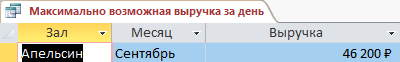 Максимально возможная выручка за день
Зал Месяц Выручка
Апельсин Сентябрь 46 200 ₽